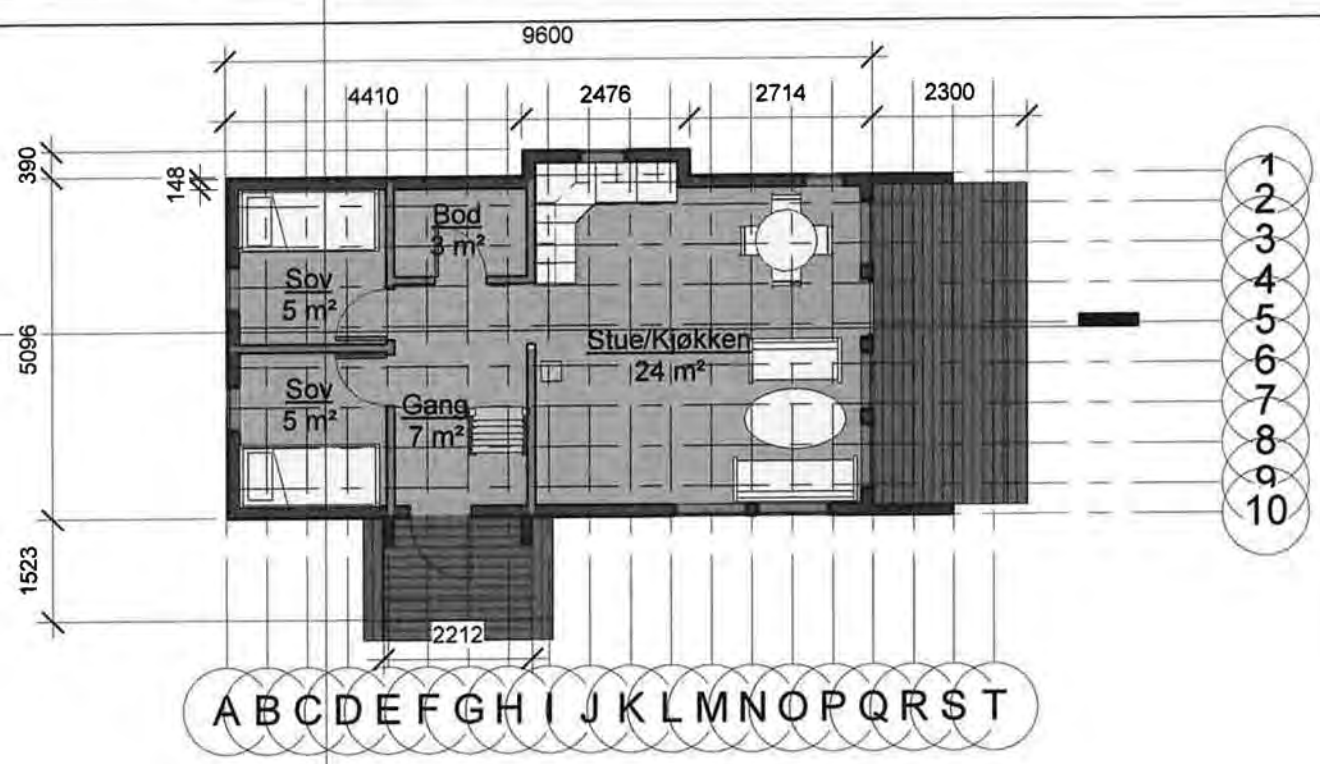 9600
4410 2476 2714 2300
390
148
5096
1523
Bod
3 m²
Sov
5 m²
Stue/Kjøkken
24 m²
Sov
5 m²
Gang
7 m²
2212
1
2
3
4
5
6
7
8
9
10
A B C D E F G H I J K L M N O P Q R S T